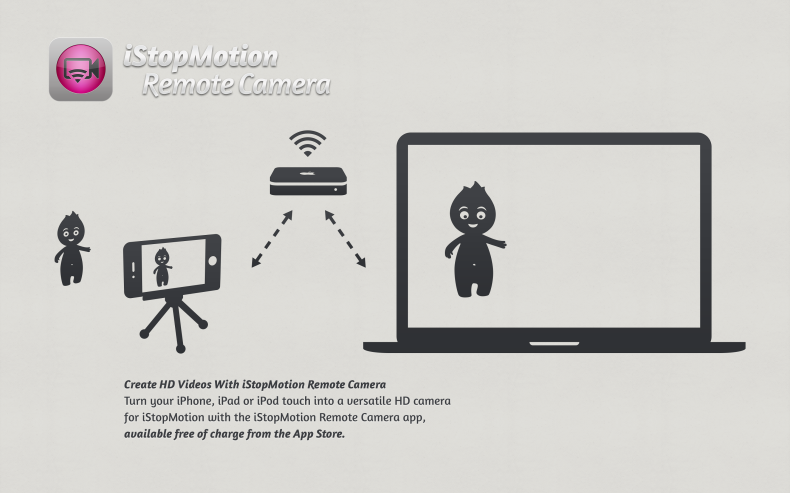 iStopMotion
Remote Camera
Create HD Videos With iStopMotion Remote Camera
Turn your iPhone, iPad or iPod touch into a versatile HD camera
for iStopMotion with the iStopMotion Remote Camera app,
available free of charge from the App Store.